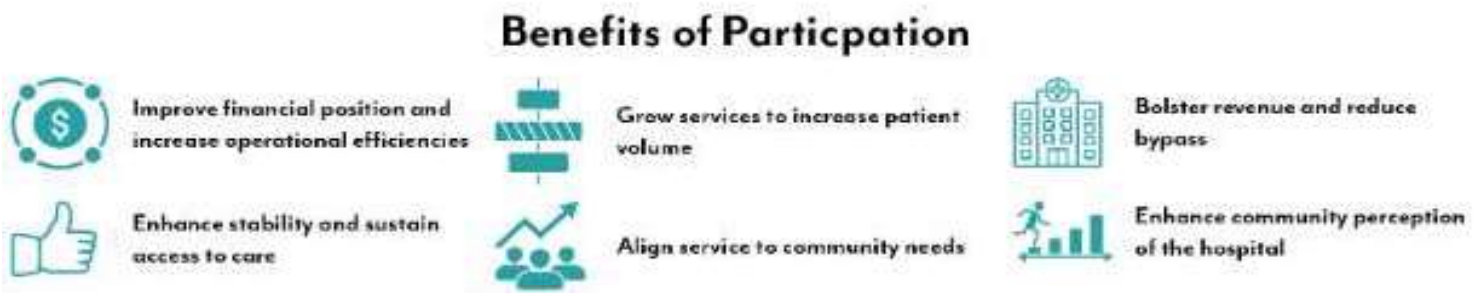 Benefits of Particpation
Improve financial position and
increase operational efficiencies
Grow services to increase patient
volume
Bolster revenue and reduce
bypass
Enhance stability and sustain
access to care
Align service to community needs
Enhance community perception
of the hospital